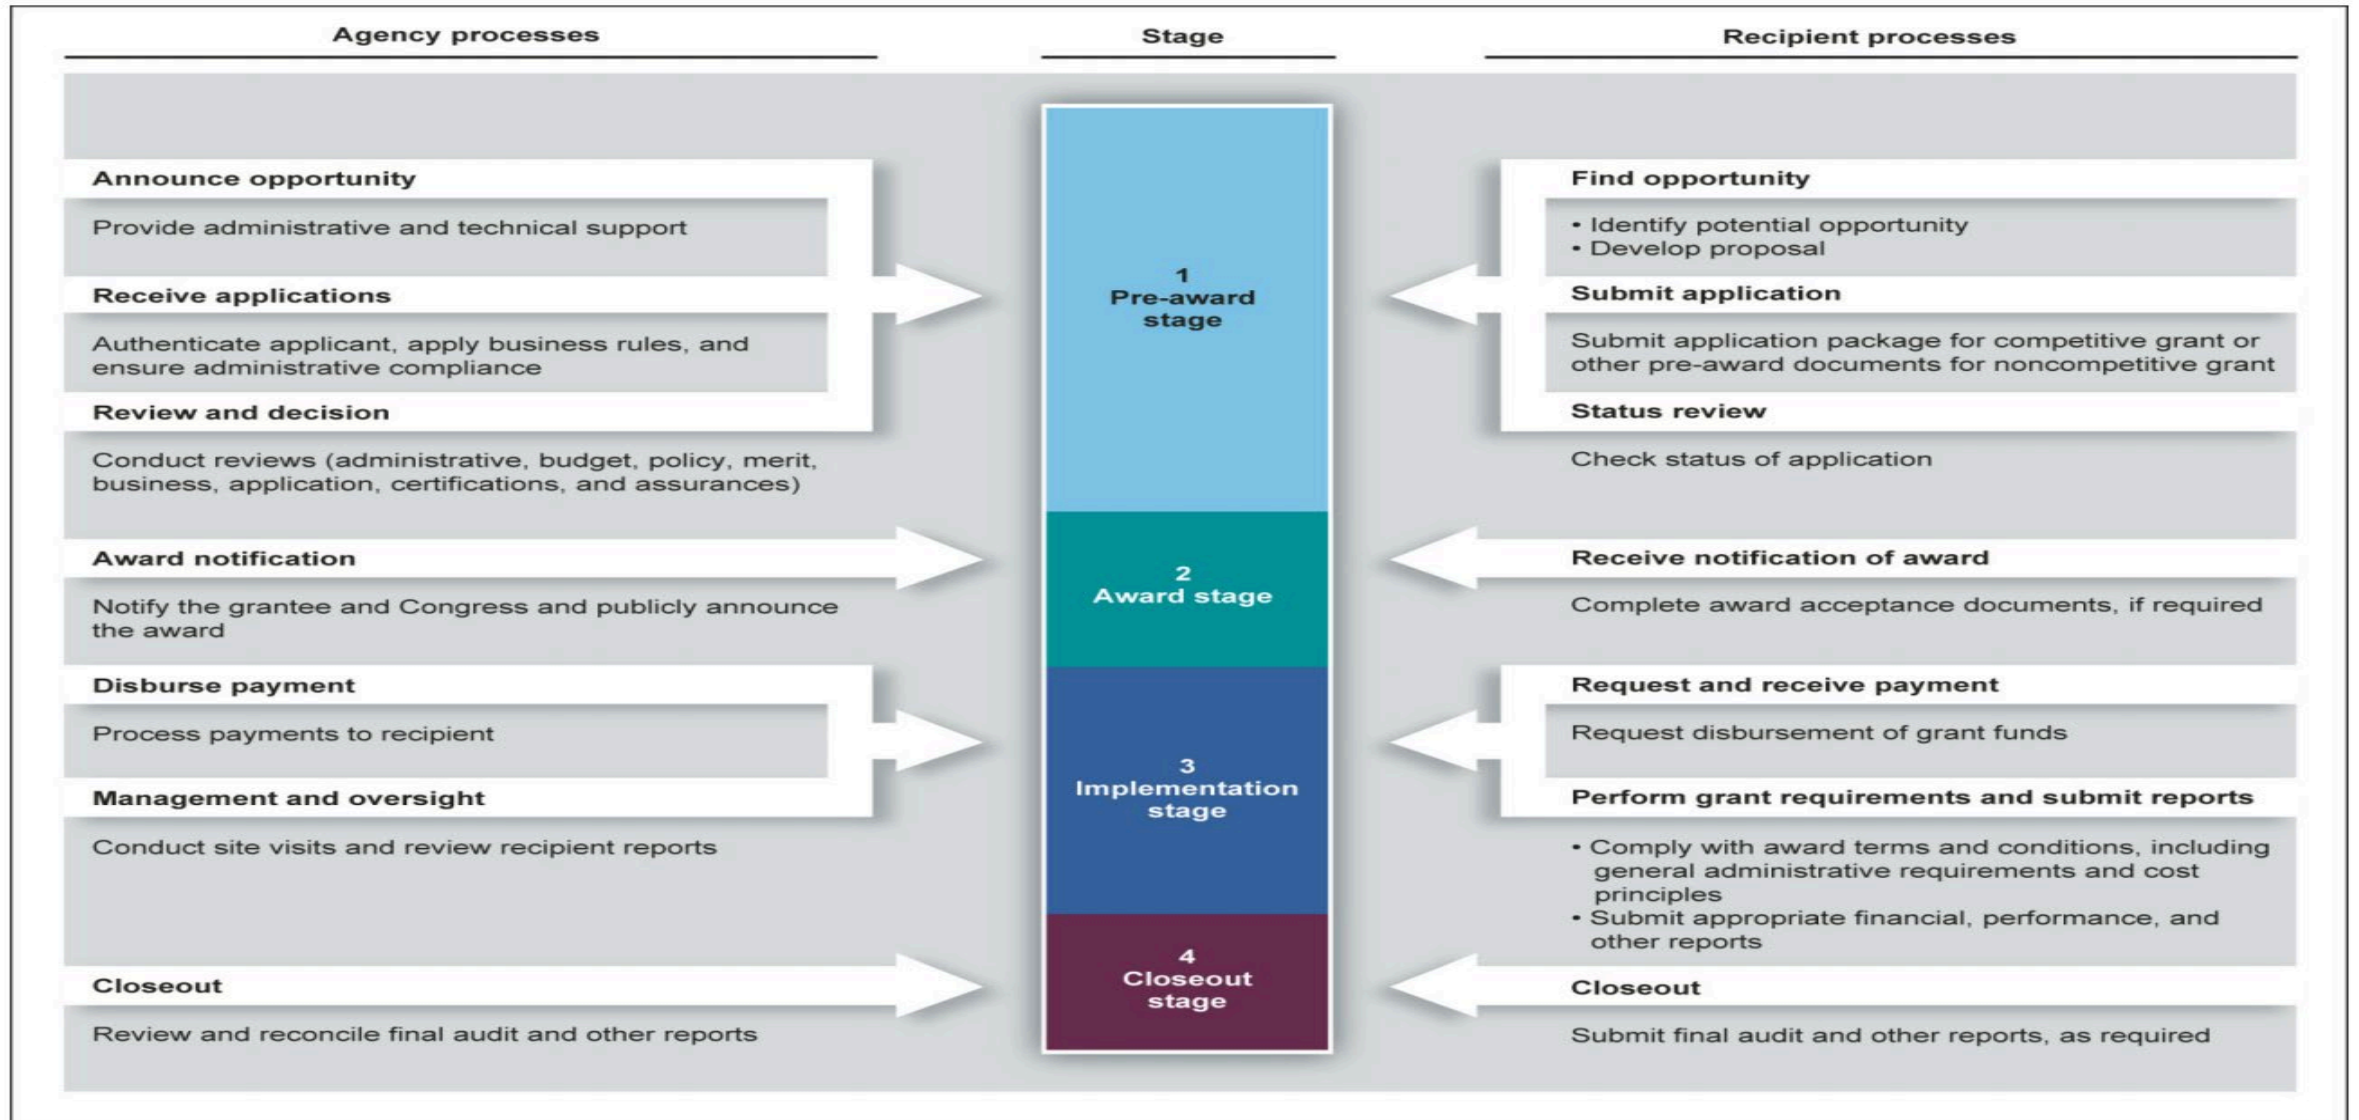 Agency processes
Stage
Recipient processes
Announce opportunity
Provide administrative and technical support
Receive applications
Authenticate applicant, apply business rules, and
ensure administrative compliance
Review and decision
Conduct reviews (administrative, budget, policy, merit,
business, application, certifications, and assurances)
Award notification
Notify the grantee and Congress and publicly announce
the award
Disburse payment
Process payments to recipient
Management and oversight
Conduct site visits and review recipient reports
Closeout
Review and reconcile final audit and other reports
1
Pre-award
stage
2
Award stage
3
Implementation
stage
4
Closeout
stage
Find opportunity
• Identify potential opportunity
• Develop proposal
Submit application
Submit application package for competitive grant or
other pre-award documents for noncompetitive grant
Status review
Check status of application
Receive notification of award
Complete award acceptance documents, if required
Request and receive payment
Request disbursement of grant funds
Perform grant requirements and submit reports
• Comply with award terms and conditions, including
general administrative requirements and cost
principles
• Submit appropriate financial, performance, and
other reports
Closeout
Submit final audit and other reports, as required